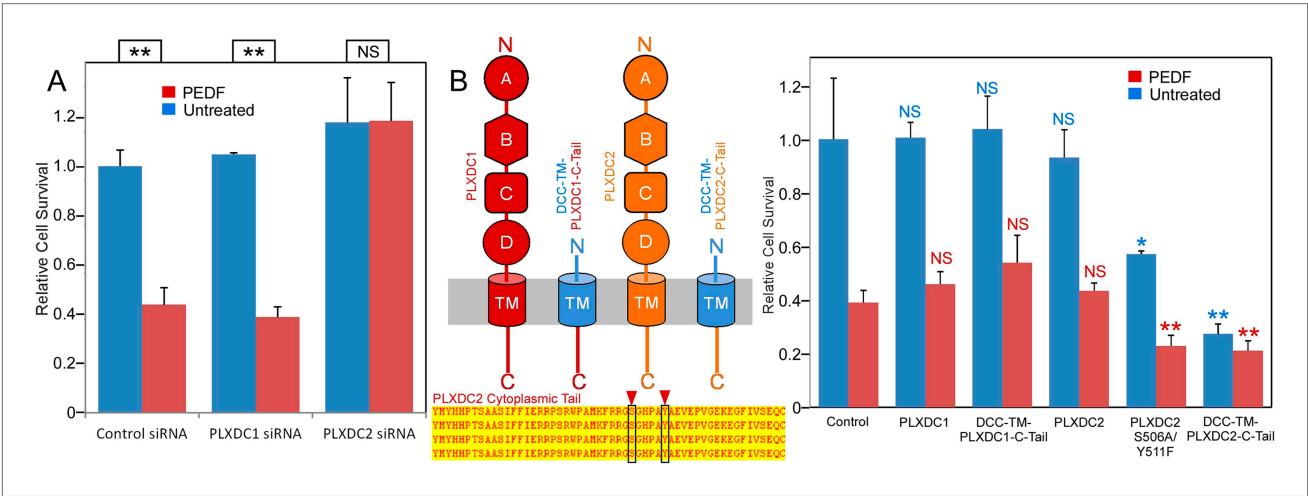 A
**
**
NS
PEDF
Untreated
Relative Cell Survival
1.2
1.0
0.8
0.6
0.4
0.2
0
Control siRNA
PLXDC1 siRNA
PLXDC2 siRNA
B
N
A
B
C
D
TM
C
PLXDC1
DCC-TM-
PLXDC1-C-Tail
N
TM
C
PLXDC2
N
A
B
C
D
TM
C
DCC-TM-
PLXDC2-C-Tail
N
TM
C
PLXDC2 Cytoplasmic Tail
YMYHHPTSAASIFFIERRPSRWPAMKFRRGSGHPAYAEVEPVGEKEGFIVSEQC
YMYHHPTSAASIFFIERRPSRWPAMKFRRGSGHPAYAEVEPVGEKEGFIVSEQC
YMYHHPTSAASIFFIERRPSRWPAMKFRRGSGHPAYAEVEPVGEKEGFIVSEQC
YMYHHPTSAASIFFIERRPSRWPAMKFRRGSGHPAYAEVEPVGEKEGFIVSEQC
PEDF
Untreated
Relative Cell Survival
1.2
1.0
0.8
0.6
0.4
0.2
0
NS
NS
NS
NS
NS
NS
*
**
**
**
Control
PLXDC1
DCC-TM-
PLXDC1-C-Tail
PLXDC2
PLXDC2
S506A/
Y511F
DCC-TM-
PLXDC2-C-Tail